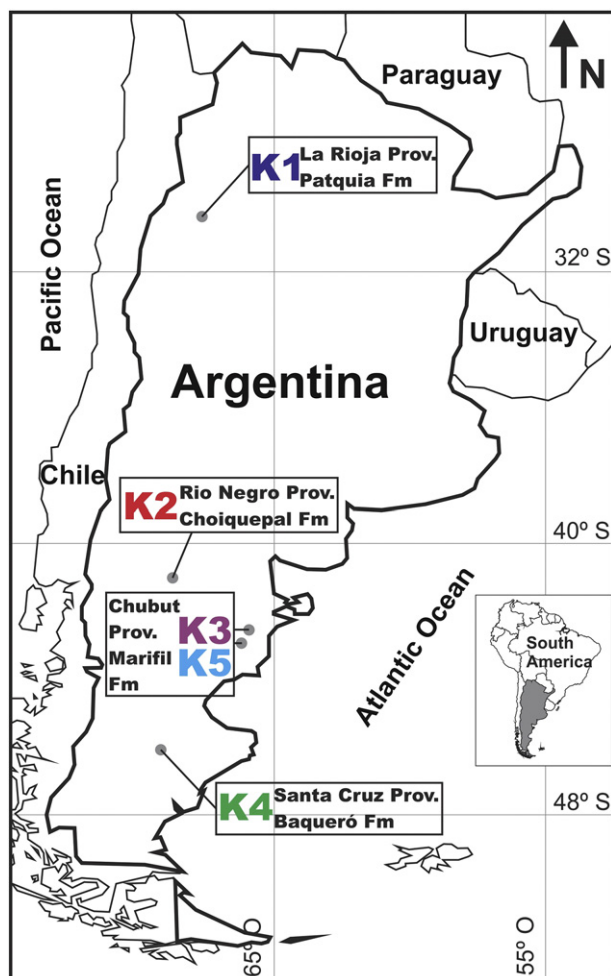 Paraguay
N
K1
La Rioja Prov.
Patquia Fm
Pacific Ocean
32º S
Uruguay
Argentina
Chile
K2
Rio Negro Prov.
Choiquepal Fm
40º S
Chubut
Prov.
Marifil
Fm
K3
K5
Atlantic Ocean
South
America
K4
Santa Cruz Prov.
Baqueró Fm
48º S
65º O
55º O